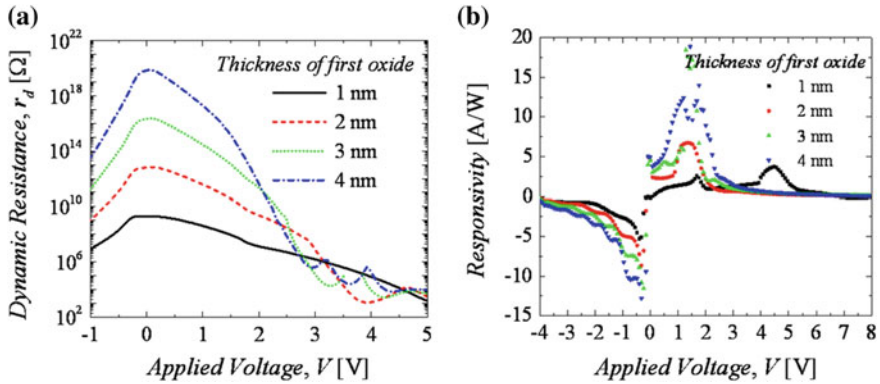 (a)
Dynamic Resistance, r_d [Ω]
10^22
10^18
10^14
10^10
10^6
10^2
Thickness of first oxide
1 nm
2 nm
3 nm
4 nm
-1 0 1 2 3 4 5
Applied Voltage, V [V]
(b)
Responsivity [A/W]
20
15
10
5
0
-5
-10
-15
Thickness of first oxide
1 nm
2 nm
3 nm
4 nm
-4 -3 -2 -1 0 1 2 3 4 5 6 7 8
Applied Voltage, V [V]